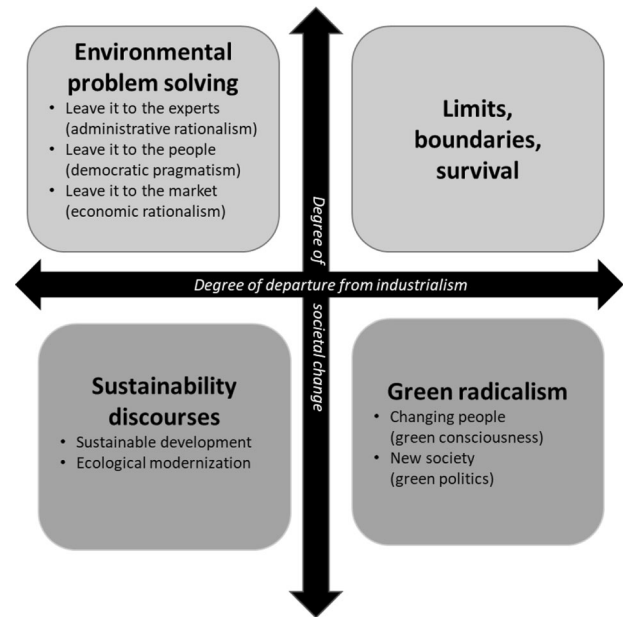 Environmental
problem solving
• Leave it to the experts
(administrative rationalism)
• Leave it to the people
(democratic pragmatism)
• Leave it to the market
(economic rationalism)
Limits,
boundaries,
survival
Degree of
societal change
Degree of departure from industrialism
Sustainability
discourses
• Sustainable development
• Ecological modernization
Green radicalism
• Changing people
(green consciousness)
• New society
(green politics)